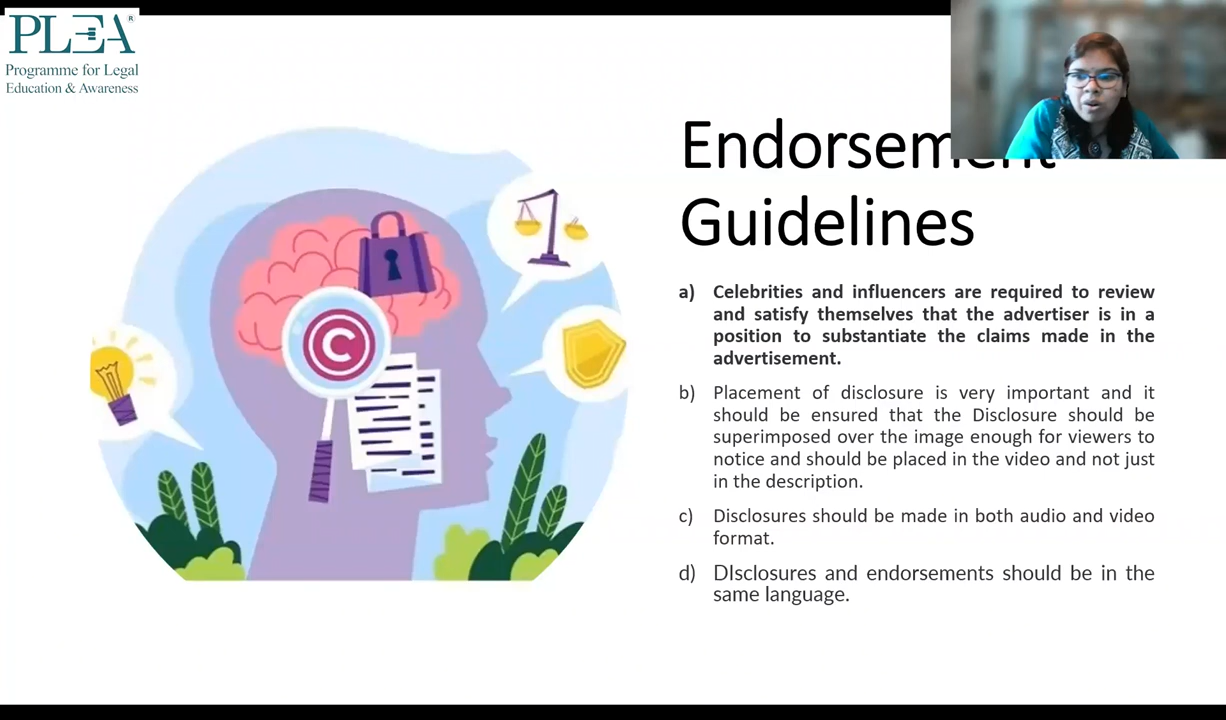 PLEA®
Programme for Legal
Education & Awareness
Endorsement
Guidelines
a) Celebrities and influencers are required to review
and satisfy themselves that the advertiser is in a
position to substantiate the claims made in the
advertisement.
b) Placement of disclosure is very important and it
should be ensured that the Disclosure should be
superimposed over the image enough for viewers to
notice and should be placed in the video and not just
in the description.
c) Disclosures should be made in both audio and video
format.
d) DIsclosures and endorsements should be in the
same language.
C